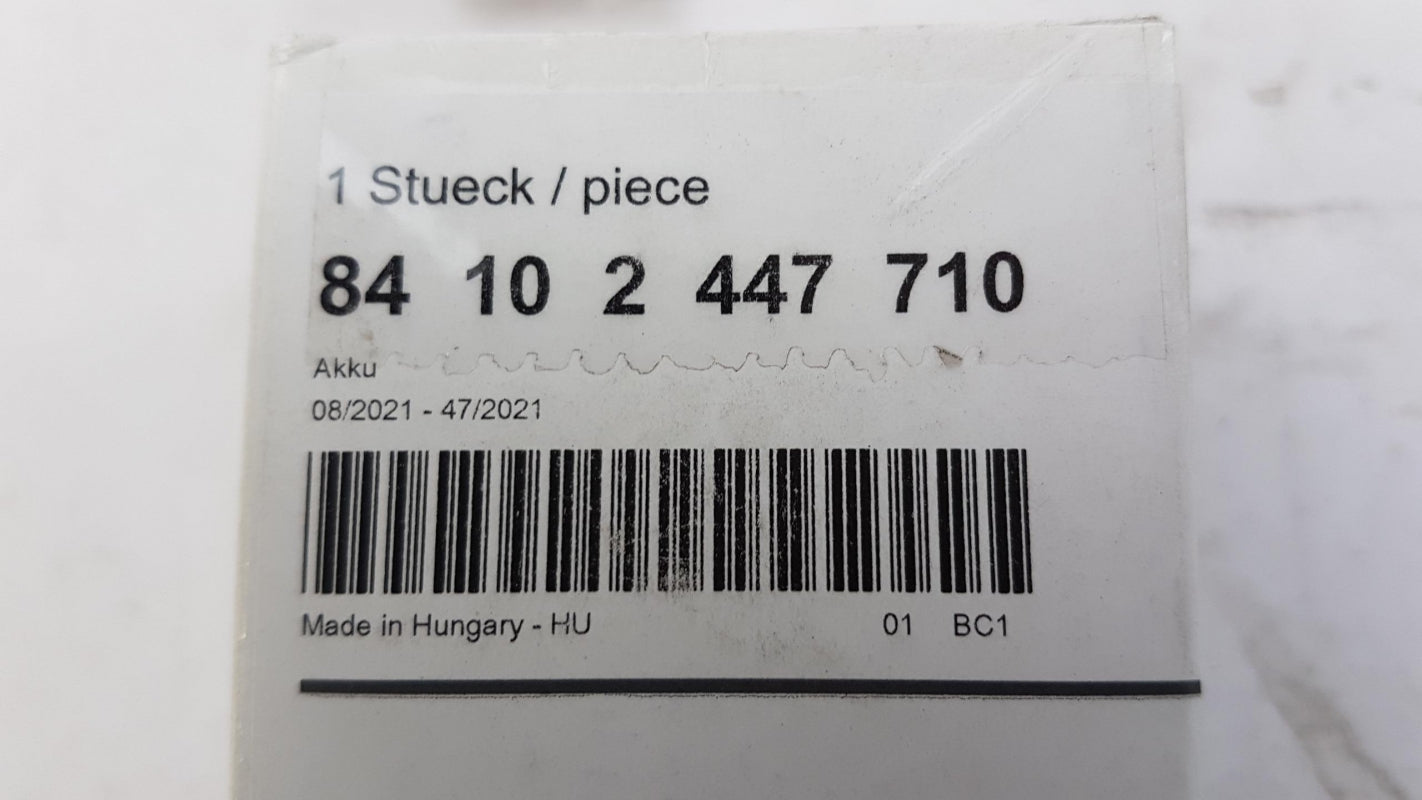 1 Stueck / piece
84 10 2 447 710
Akku
08/2021 - 47/2021
Made in Hungary - HU 01 BC1